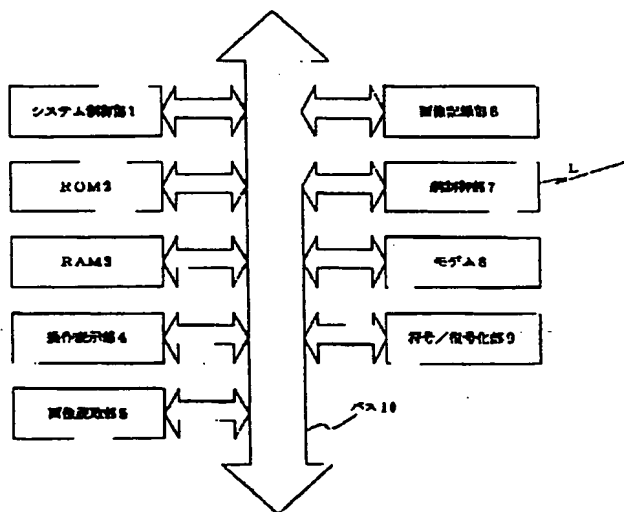 システム制御部1
ROM2
RAM3
操作表示部4
画像読取部5
画像記録部6
網制御部7
L
モデム8
符号／復号化部9
バス10